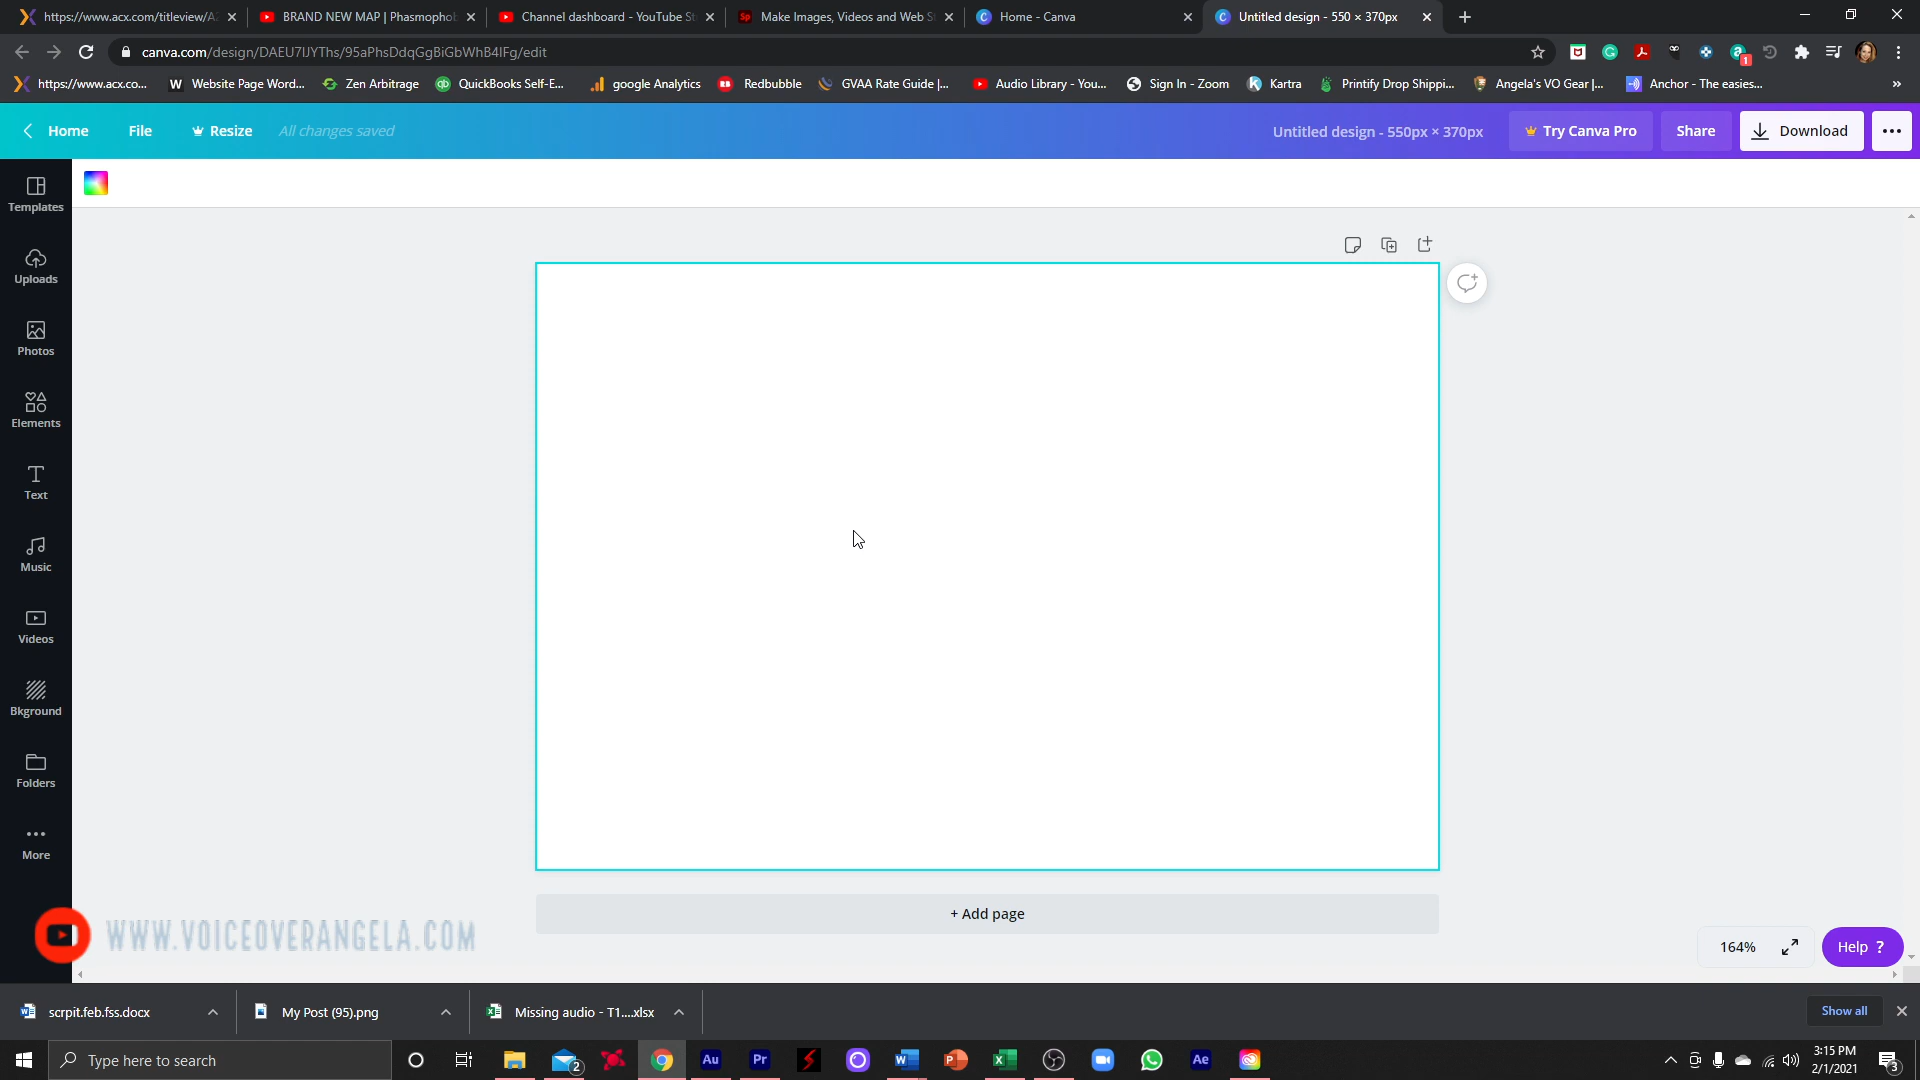 https://www.acx.com/titleview/A
BRAND NEW MAP | Phasmophob
Channel dashboard - YouTube St
Make Images, Videos and Web S
Home - Canva
Untitled design - 550 × 370px
canva.com/design/DAEU7IJYThs/95aPhsDdqGgBiGbWhB4lFg/edit
https://www.acx.co...
Website Page Word...
Zen Arbitrage
QuickBooks Self-E...
google Analytics
Redbubble
GVAA Rate Guide |...
Audio Library - You...
Sign In - Zoom
Kartra
Printify Drop Shippi...
Angela's VO Gear |...
Anchor - The easies...
»
Home
File
Resize
All changes saved
Untitled design - 550px × 370px
Try Canva Pro
Share
Download
Templates
Uploads
Photos
Elements
Text
Music
Videos
Bkground
Folders
More
+ Add page
WWW.VOICEOVERANGELA.COM
164%
Help ?
scrpit.feb.fss.docx
My Post (95).png
Missing audio - T1....xlsx
Show all
Type here to search
2
Au
Pr
Ae
3:15 PM
2/1/2021
3